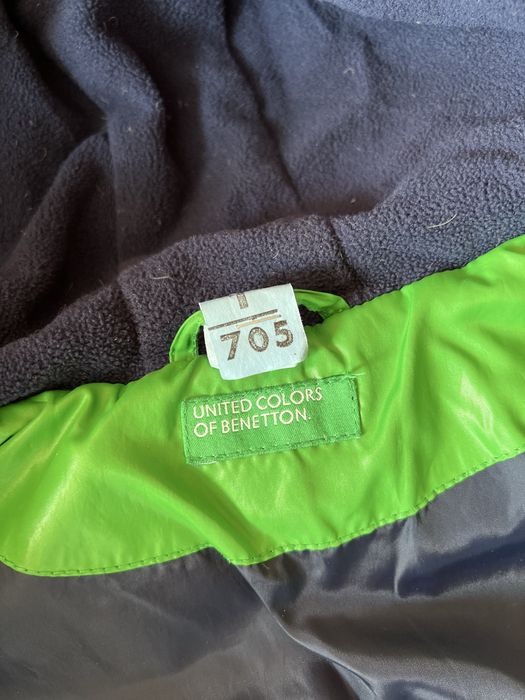 1
705
UNITED COLORS
OF BENETTON.